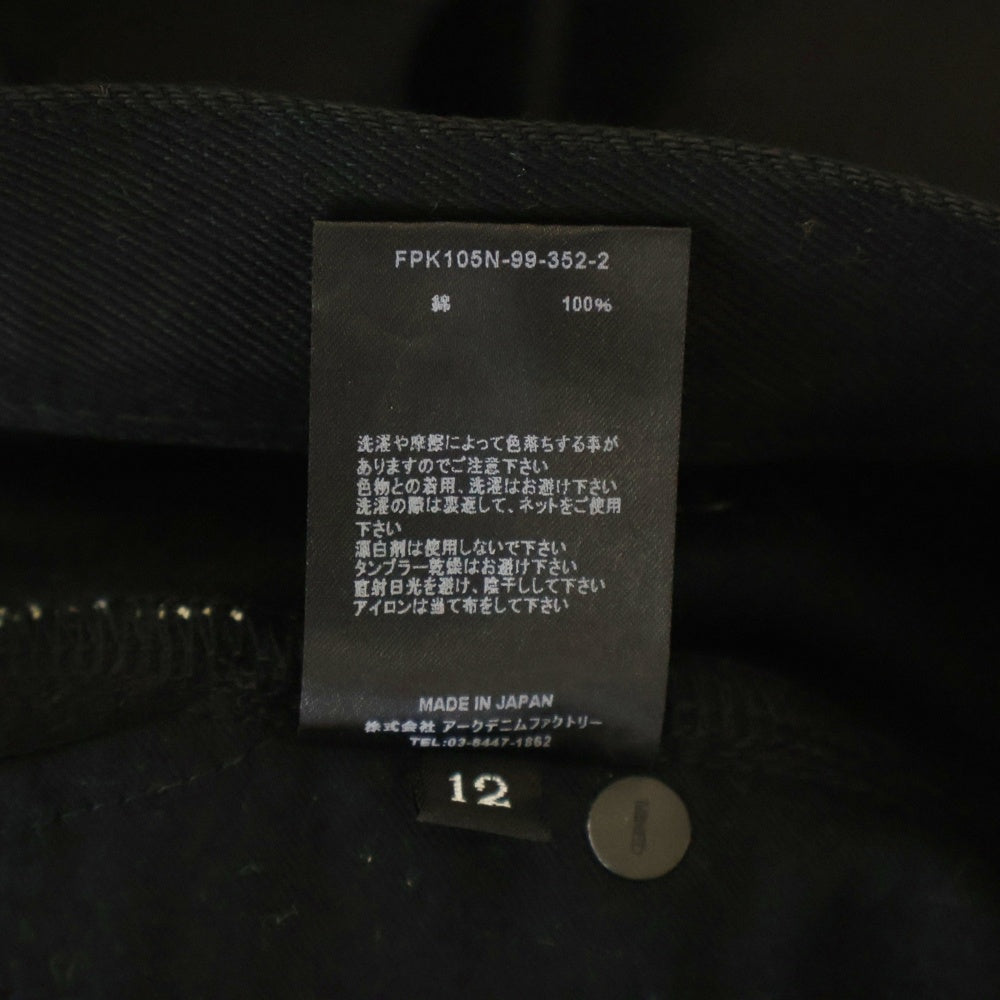 FPK105N-99-352-2
綿 100%
洗濯や摩擦によって色落ちする事が
ありますのでご注意下さい
色物との着用、洗濯はお避け下さい
洗濯の際は裏返して、ネットをご使用
下さい
漂白剤は使用しないで下さい
タンブラー乾燥はお避け下さい
直射日光を避け、陰干しして下さい
アイロンは当て布をして下さい
MADE IN JAPAN
株式会社 アークデニムファクトリー
TEL:03-6447-1862
12